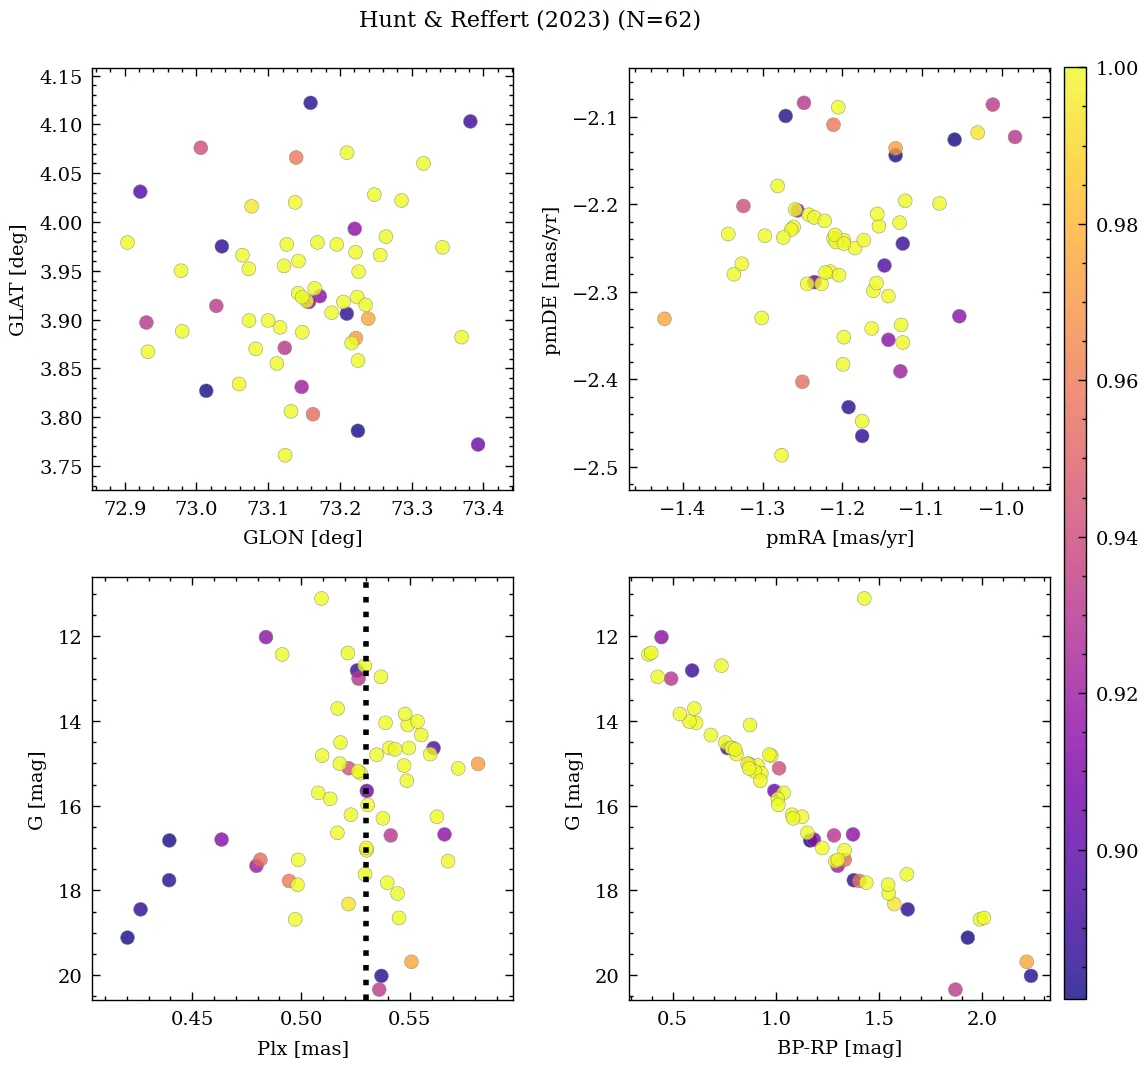 Hunt & Reffert (2023) (N=62)
4.15
4.10
4.05
4.00
3.95
3.90
3.85
3.80
3.75
GLAT [deg]
72.9 73.0 73.1 73.2 73.3 73.4
GLON [deg]
−2.1
−2.2
−2.3
−2.4
−2.5
pmDE [mas/yr]
−1.4 −1.3 −1.2 −1.1 −1.0
pmRA [mas/yr]
12
14
16
18
20
G [mag]
0.45 0.50 0.55
Plx [mas]
12
14
16
18
20
G [mag]
0.5 1.0 1.5 2.0
BP-RP [mag]
1.00
0.98
0.96
0.94
0.92
0.90